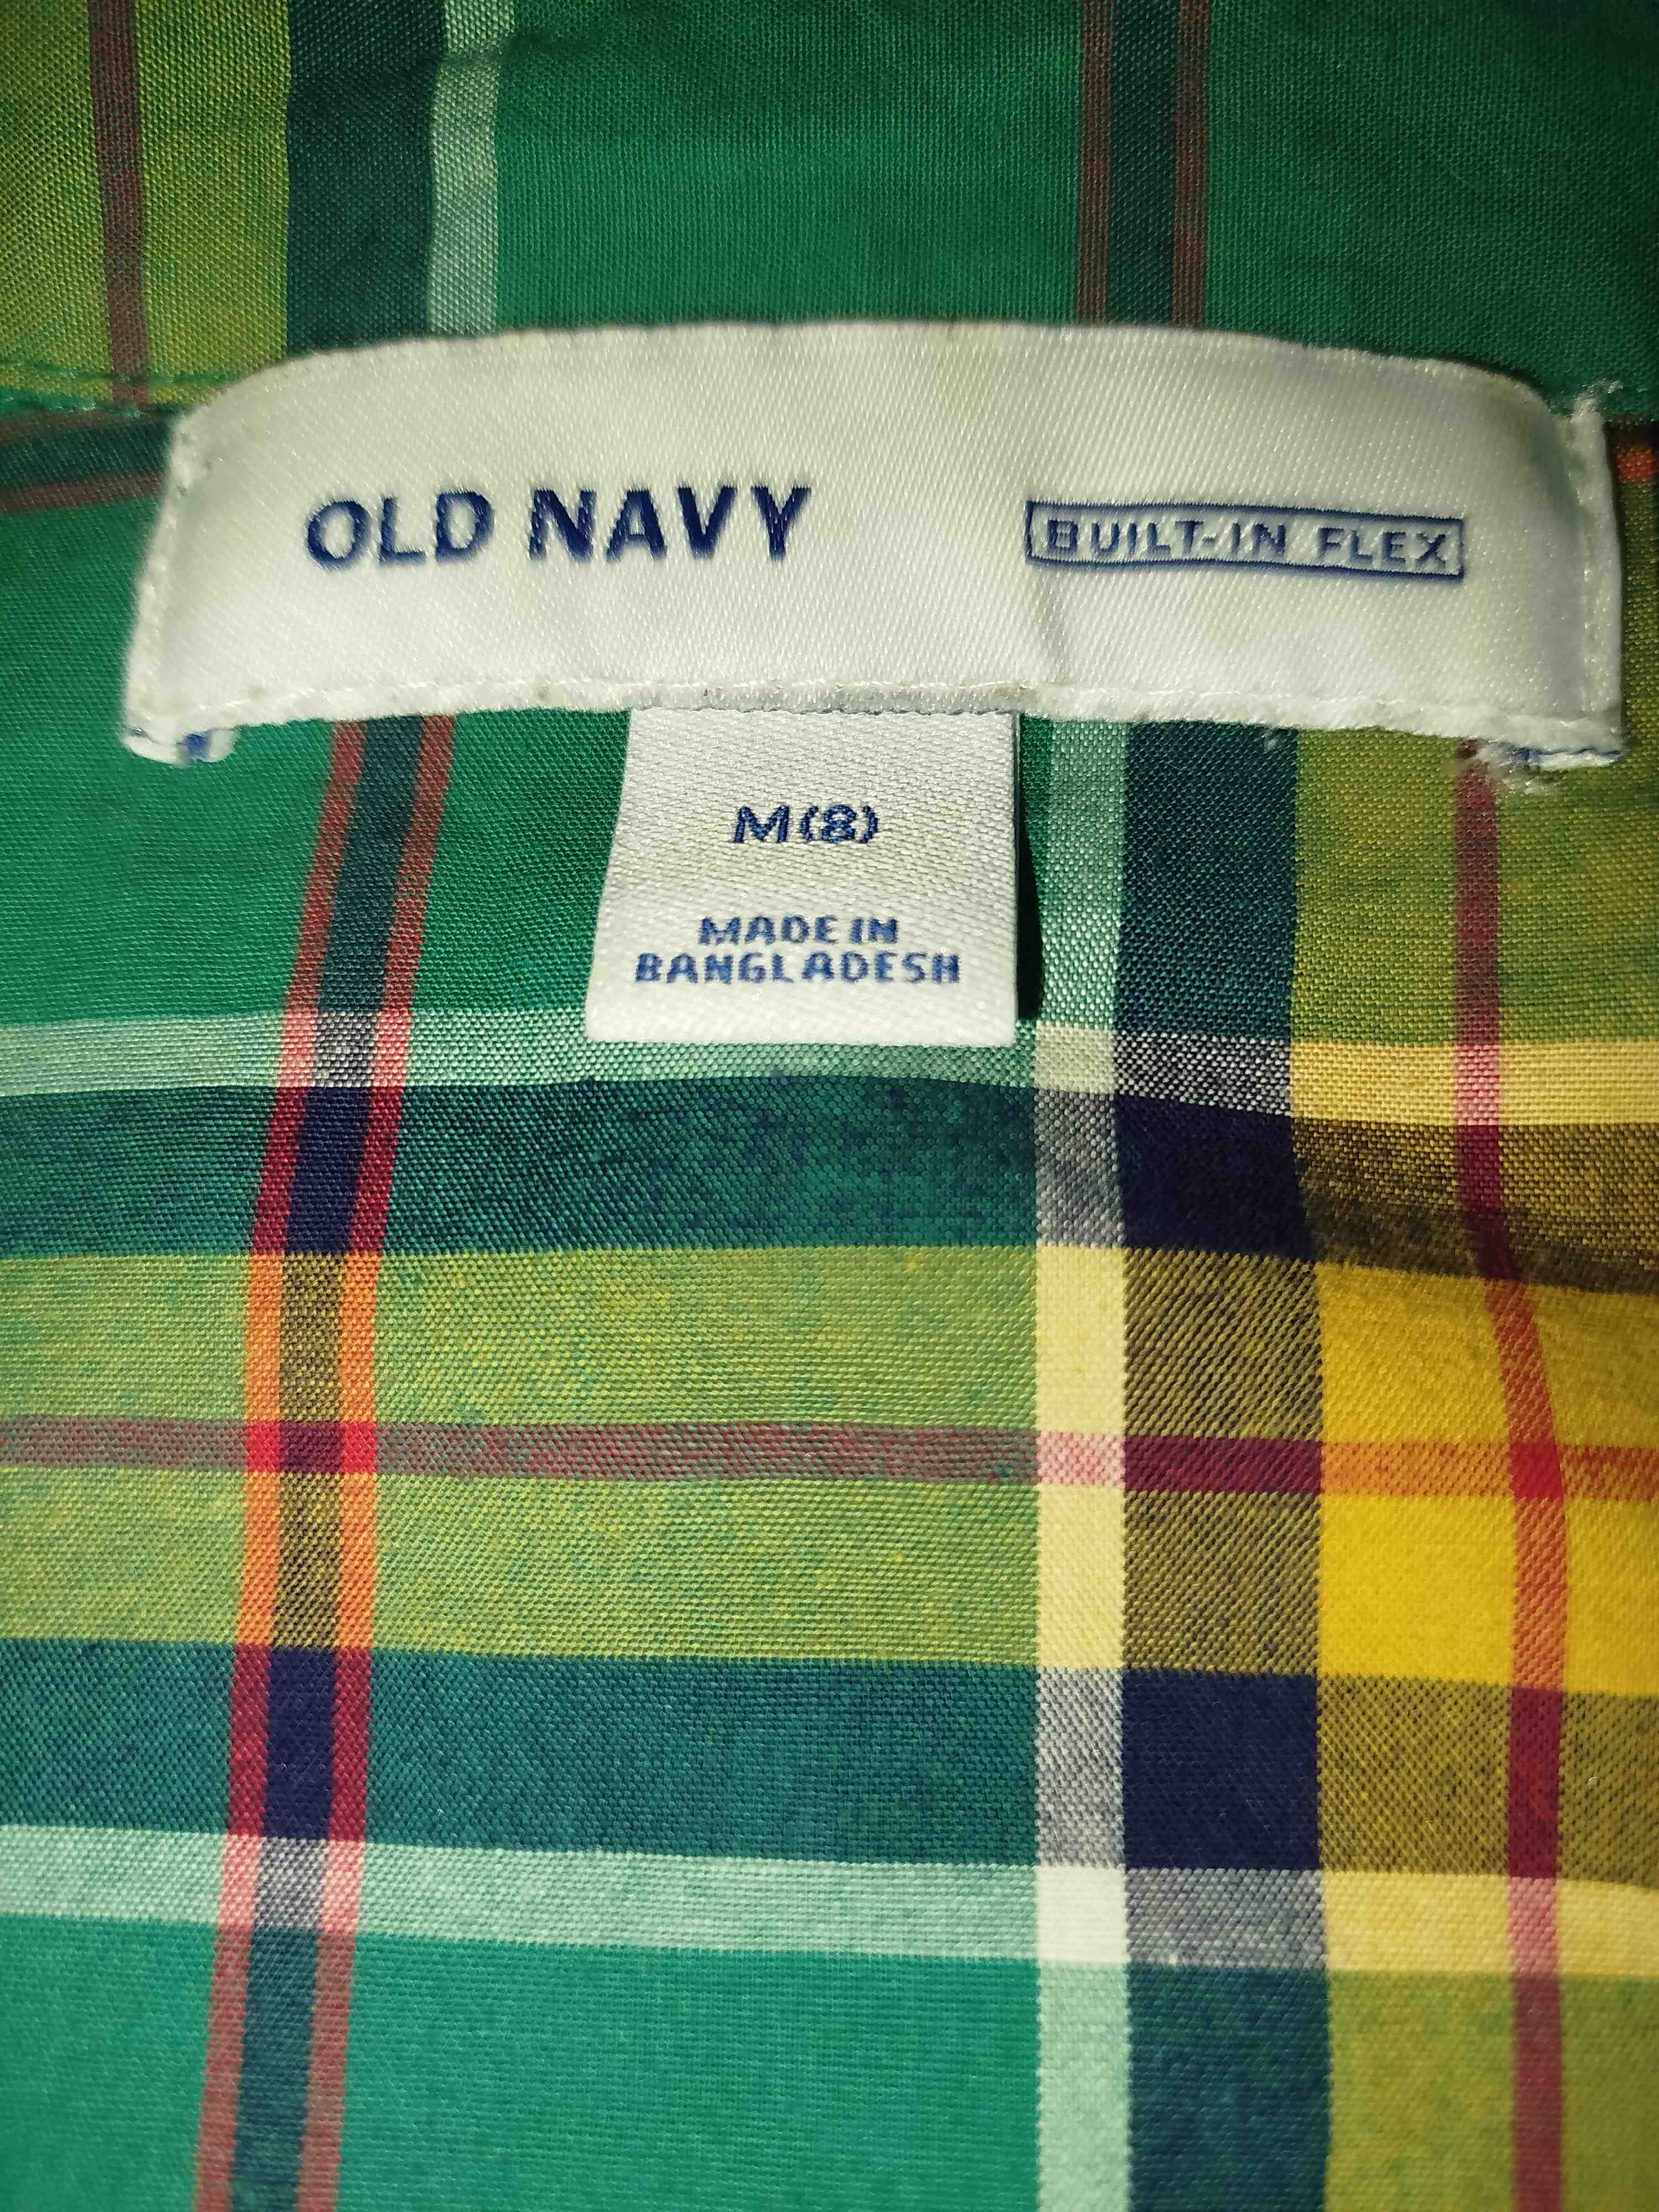 OLD NAVY
BUILT-IN FLEX
M(8)
MADE IN
BANGLADESH